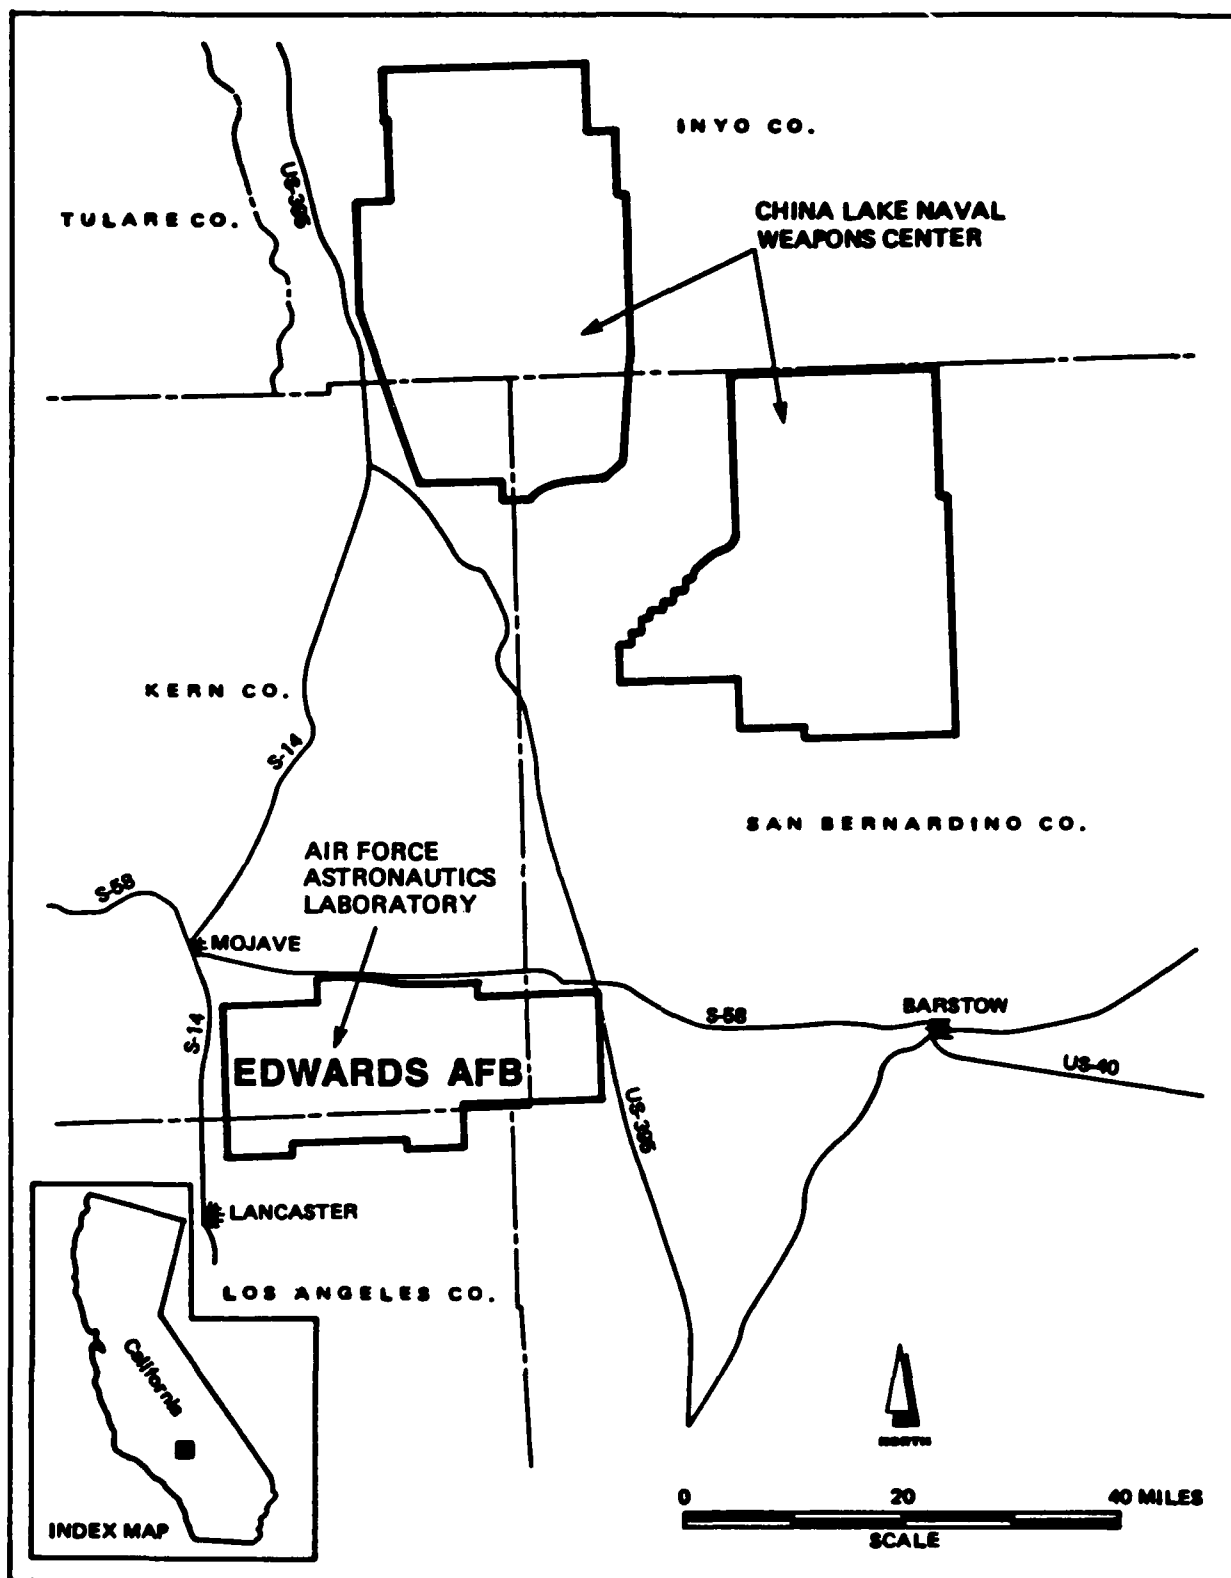 INYO CO.
US-395
TULARE CO.
CHINA LAKE NAVAL
WEAPONS CENTER
KERN CO.
S-14
SAN BERNARDINO CO.
AIR FORCE
ASTRONAUTICS
LABORATORY
S-58
MOJAVE
BARSTOW
S-58
S-14
US-40
EDWARDS AFB
US-395
LANCASTER
LOS ANGELES CO.
California
NORTH
0 20 40 MILES
SCALE
INDEX MAP